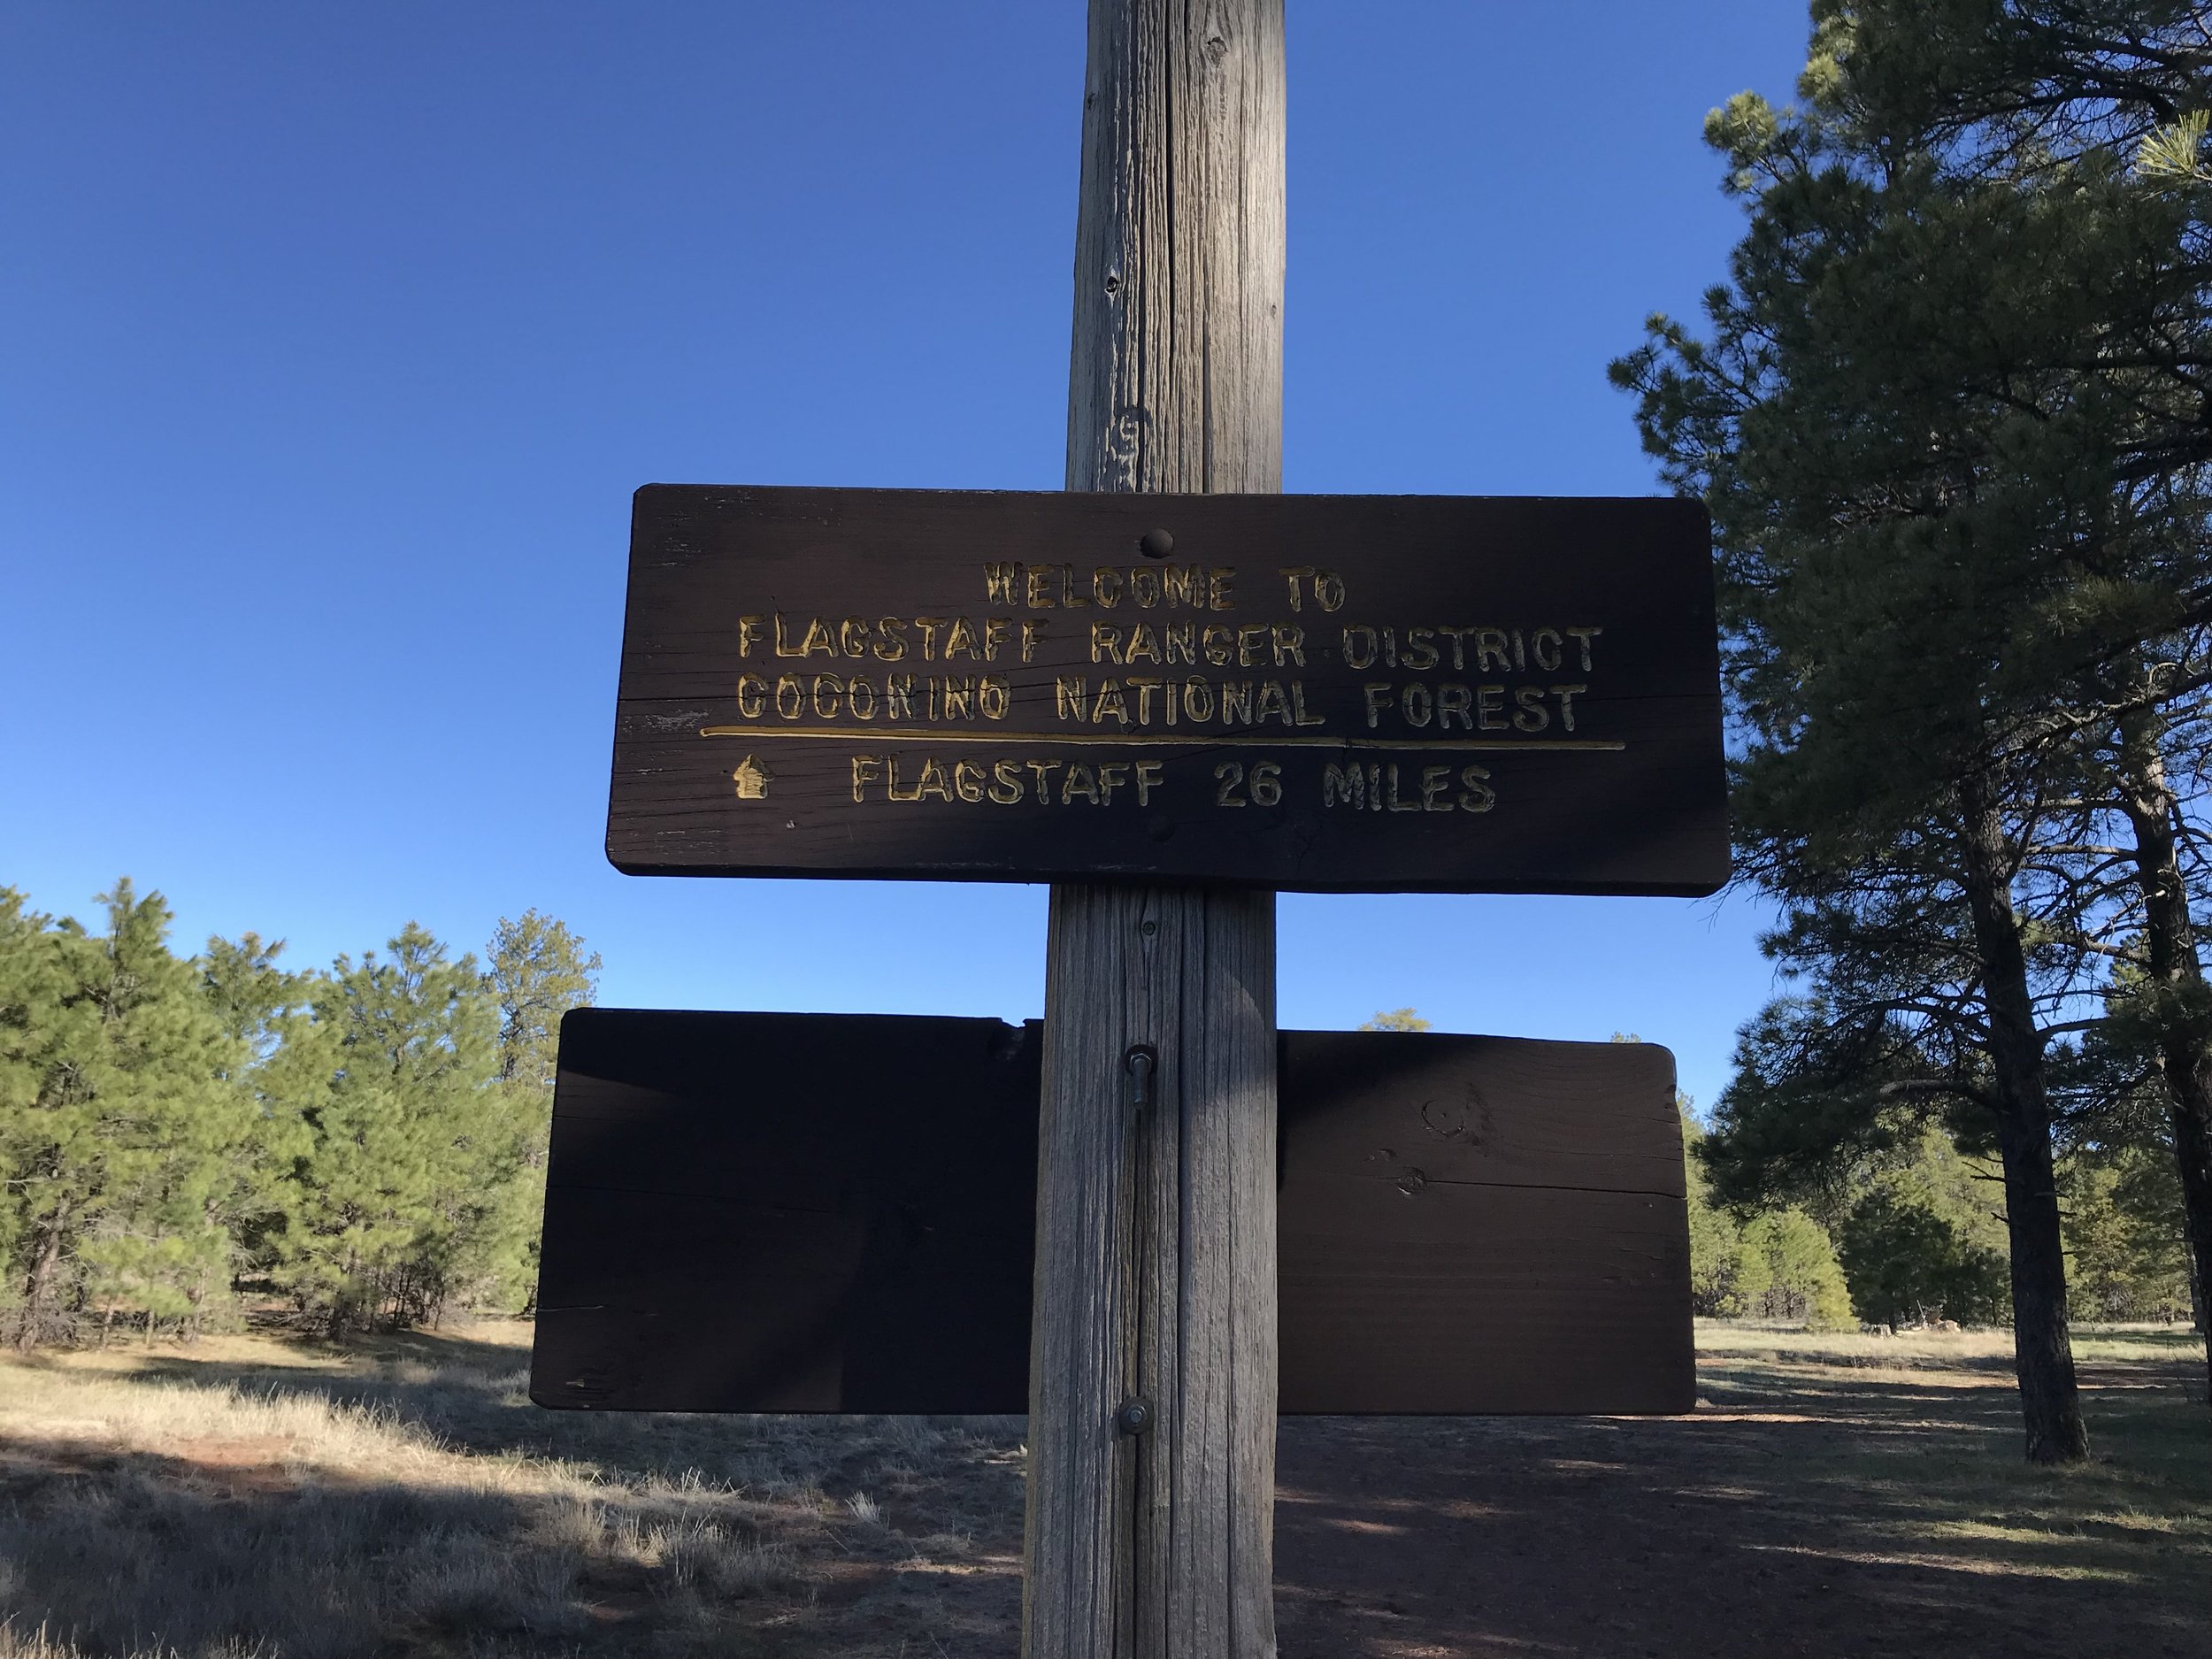 WELCOME TO
FLAGSTAFF RANGER DISTRICT
COCONINO NATIONAL FOREST
FLAGSTAFF 26 MILES